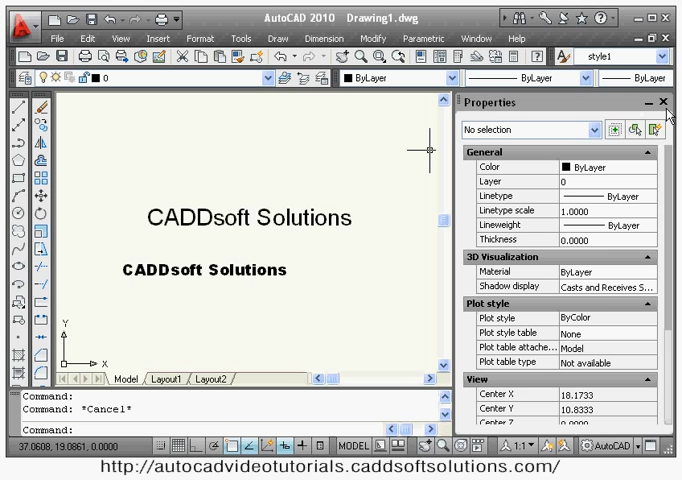 AutoCAD 2010 Drawing1.dwg
File Edit View Insert Format Tools Draw Dimension Modify Parametric Window Help
style1
0 ByLayer ByLayer ByLayer
Properties
No selection
General
Color ByLayer
Layer 0
Linetype ByLayer
Linetype scale 1.0000
Lineweight ByLayer
Thickness 0.0000
3D Visualization
Material ByLayer
Shadow display Casts and Receives S...
Plot style
Plot style ByColor
Plot style table None
Plot table attache... Model
Plot table type Not available
View
Center X 18.1733
Center Y 10.8333
Center Z 0.0000
CADDsoft Solutions
CADDsoft Solutions
Y
X
Model Layout1 Layout2
Command:
Command: *Cancel*
Command:
37.0608, 19.0861, 0.0000 MODEL 1:1 AutoCAD
http://autocadvideotutorials.caddsoftsolutions.com/